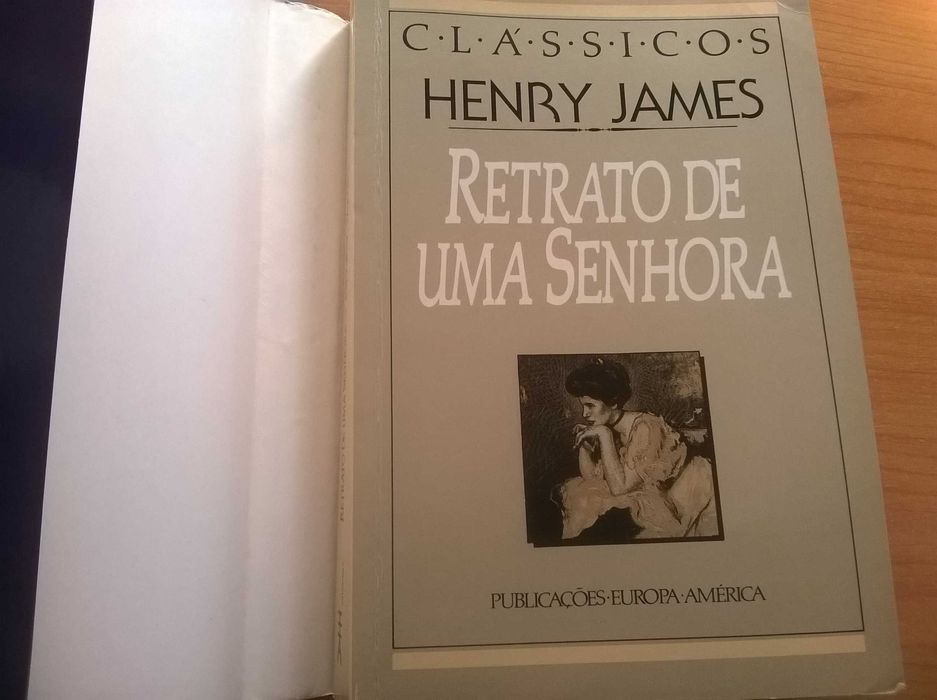 C·L·Á·S·S·I·C·O·S
HENRY JAMES
RETRATO DE
UMA SENHORA
PUBLICAÇÕES·EUROPA·AMÉRICA